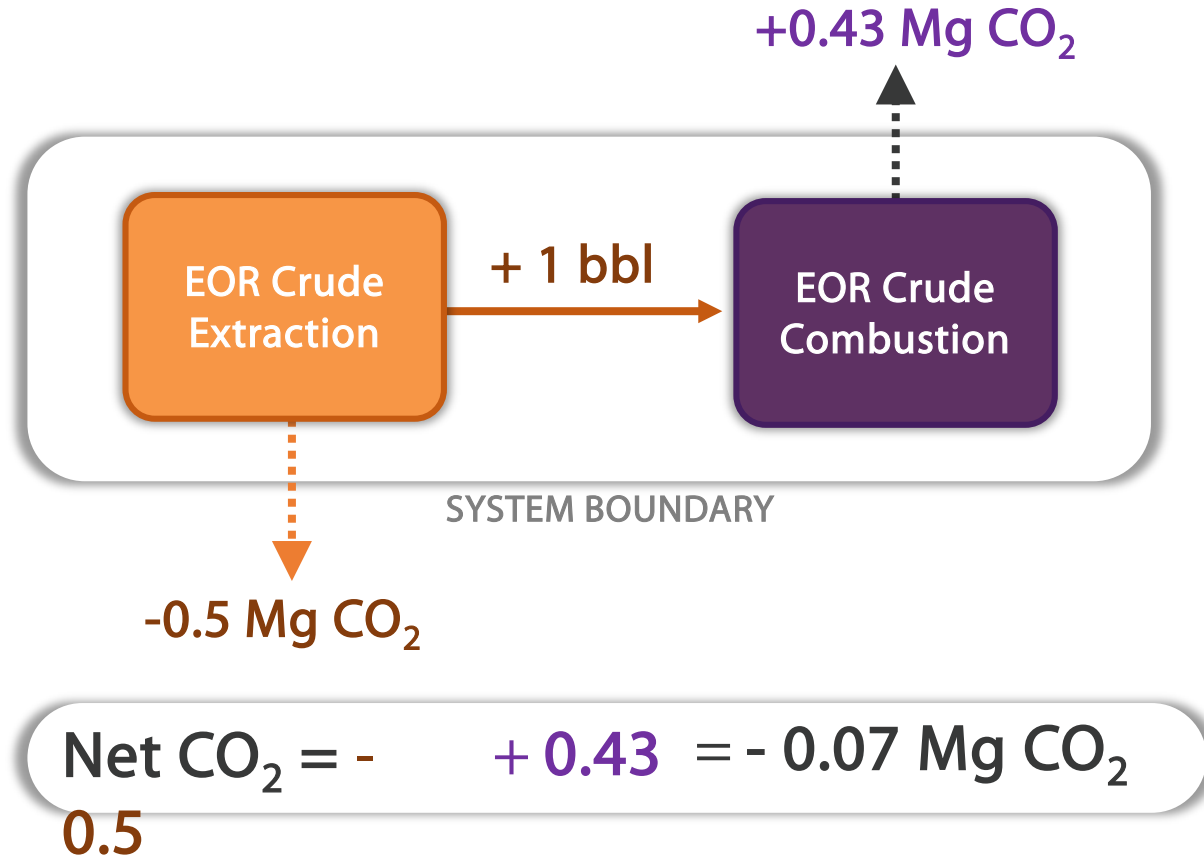 +0.43 Mg CO₂
EOR Crude
Extraction
+ 1 bbl
EOR Crude
Combustion
SYSTEM BOUNDARY
-0.5 Mg CO₂
Net CO₂ = - + 0.43 = - 0.07 Mg CO₂
0.5